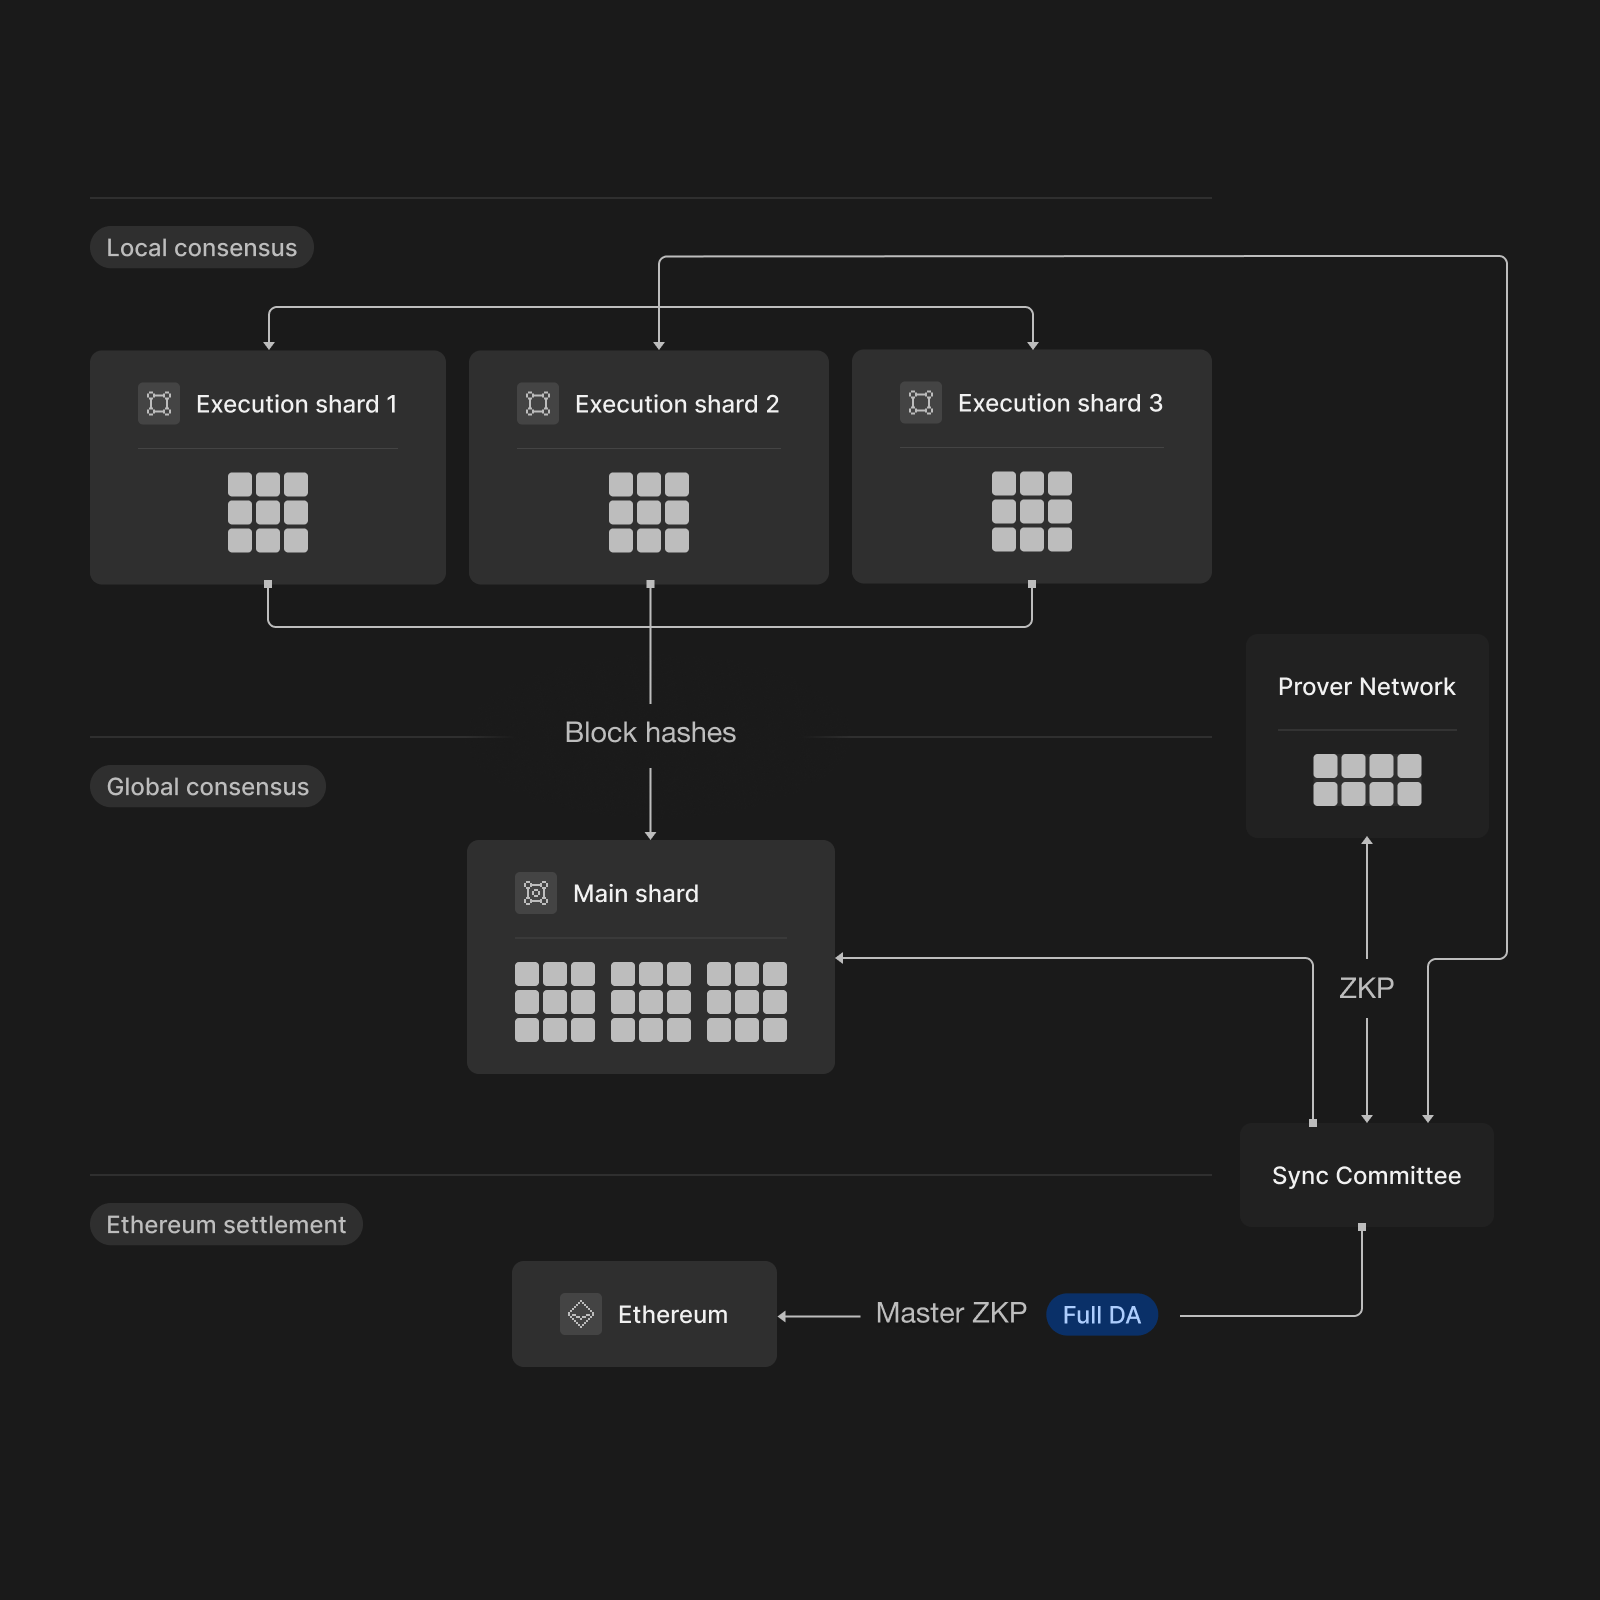 Local consensus
Execution shard 1
Execution shard 2
Execution shard 3
Prover Network
Block hashes
Global consensus
Main shard
ZKP
Sync Committee
Ethereum settlement
Ethereum
Master ZKP
Full DA